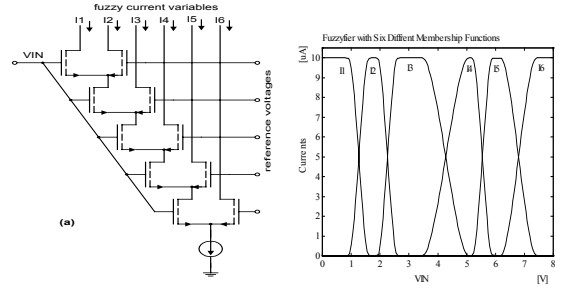 fuzzy current variables
I1 I2 I3 I4 I5 I6
VIN
reference voltages
(a)
Fuzzyfier with Six Diffrent Membership Functions
[uA]
10
9
8
7
6
5
4
3
2
1
0
Currents
I1 I2 I3 I4 I5 I6
0 1 2 3 4 5 6 7 8
VIN [V]